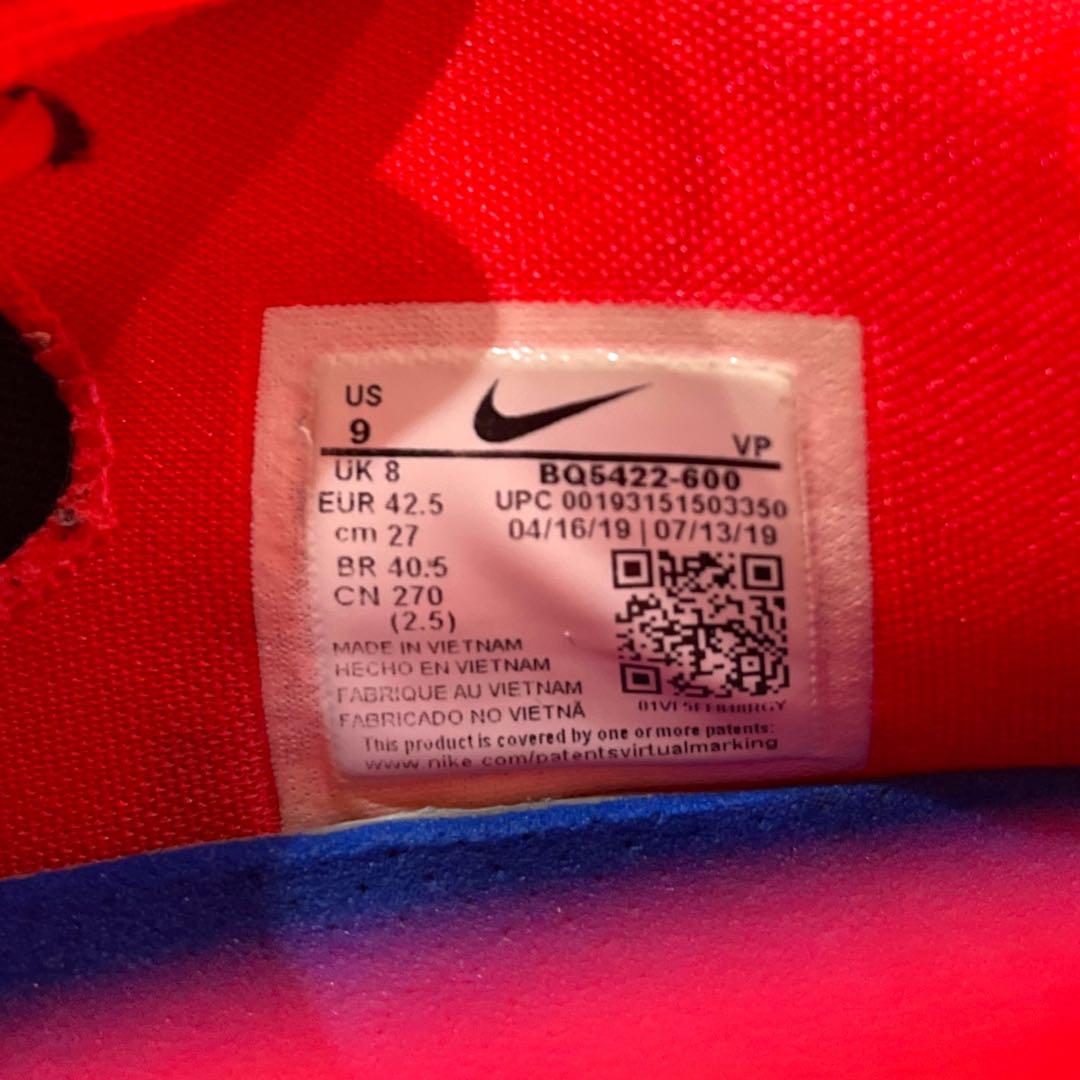 US
9
VP
UK 8
EUR 42.5
cm 27
BR 40.5
CN 270
(2.5)
BQ5422-600
UPC 00193151503350
04/16/19 | 07/13/19
MADE IN VIETNAM
HECHO EN VIETNAM
FABRIQUE AU VIETNAM
FABRICADO NO VIETNÃ
This product is covered by one or more patents:
www.nike.com/patentsvirtualmarking